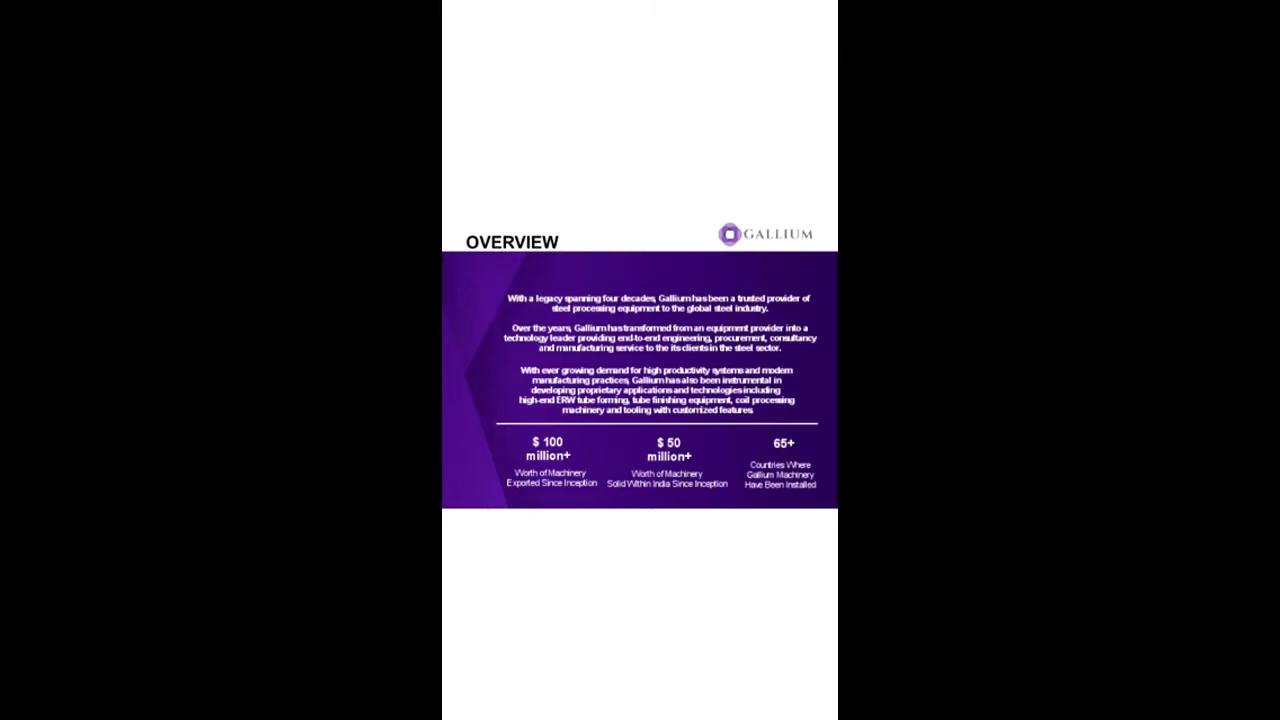 OVERVIEW
GALLIUM
With a legacy spanning four decades, Gallium has been a trusted provider of
steel processing equipment to the global steel industry.
Over the years, Gallium has transformed from an equipment provider into a
technology leader providing end-to-end engineering, procurement, consultancy
and manufacturing service to the its clients in the steel sector.
With ever growing demand for high productivity systems and modern
manufacturing practices, Gallium has also been instrumental in
developing proprietary applications and technologies including
high-end ERW tube forming, tube finishing equipment, coil processing
machinery and tooling with customized features.
$ 100
million+
Worth of Machinery
Exported Since Inception
$ 50
million+
Worth of Machinery
Solid Within India Since Inception
65+
Countries Where
Gallium Machinery
Have Been Installed